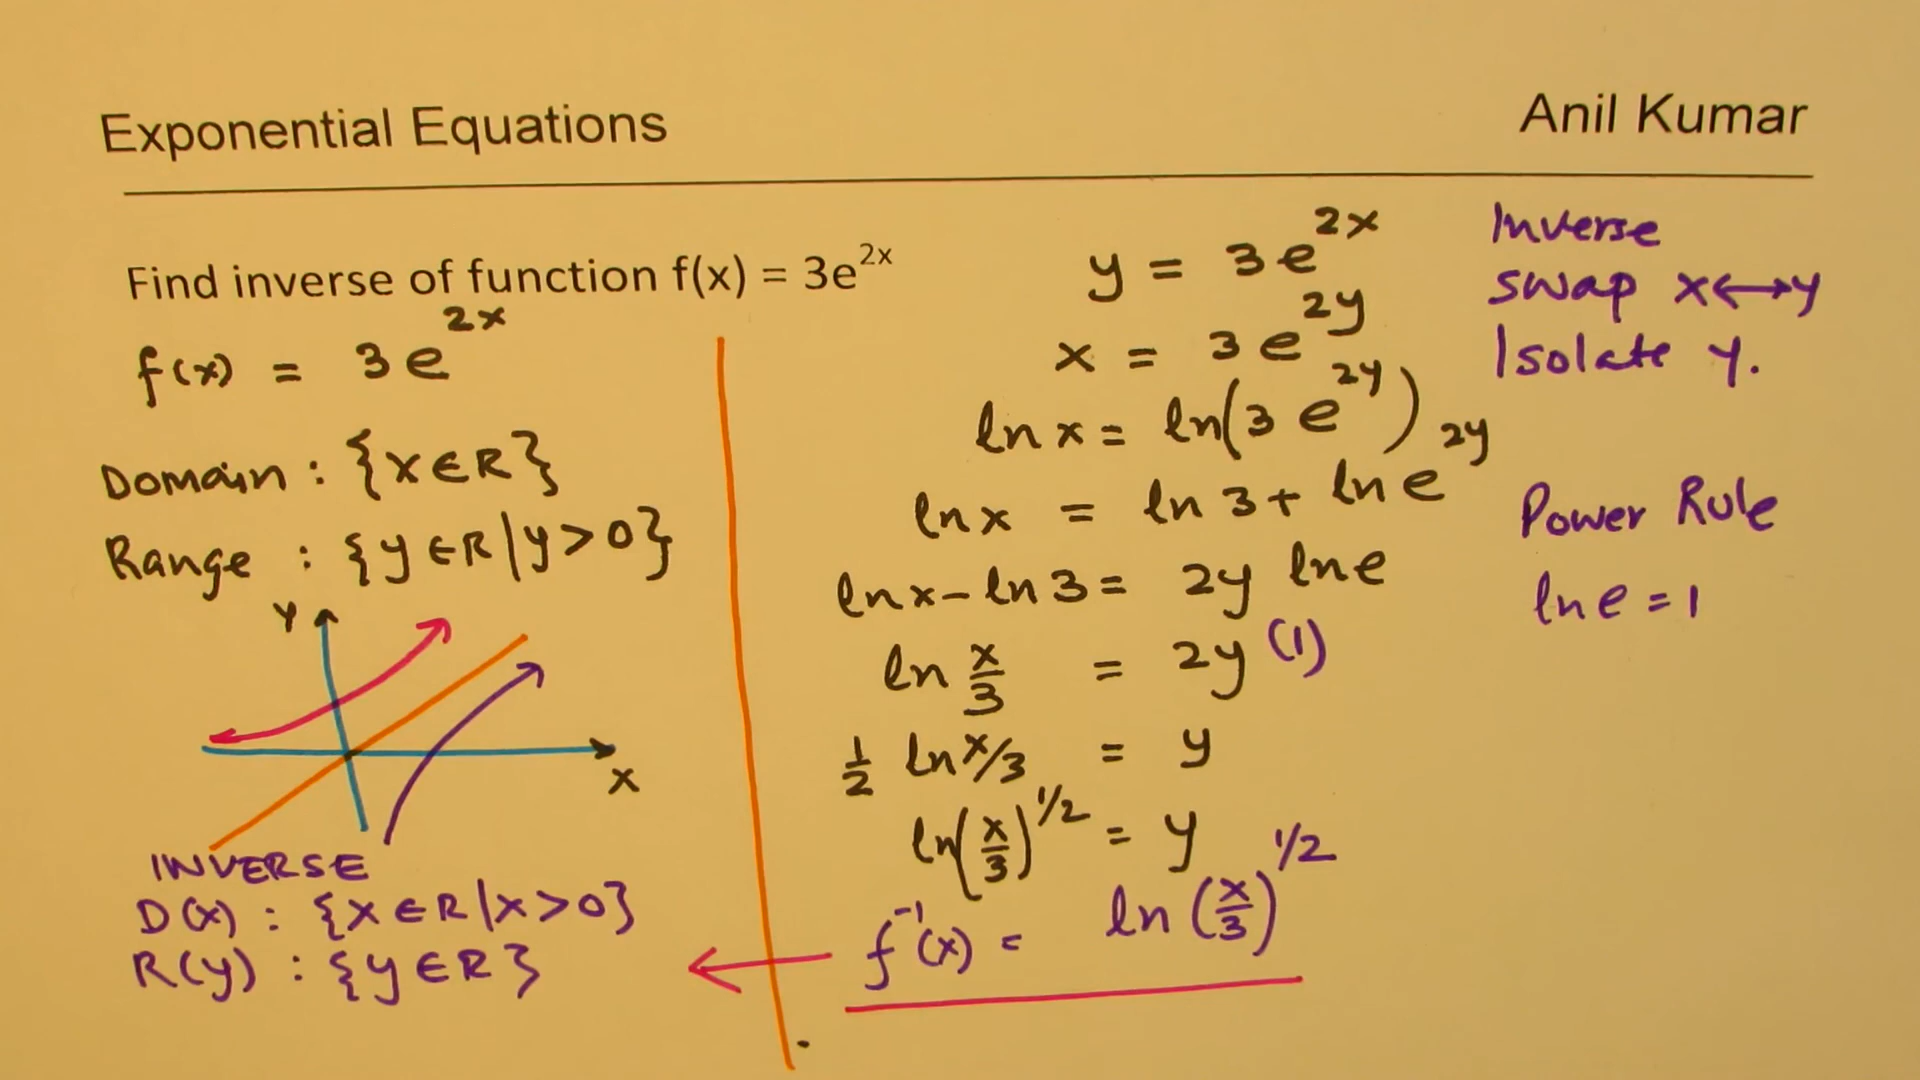 Exponential Equations
Anil Kumar
Find inverse of function f(x) = 3e^2x
f(x) = 3e^2x
Domain : {x∈R}
Range : {y∈R|y>0}
Y
X
INVERSE
D(x) : {x∈R|x>0}
R(y) : {y∈R}
y = 3e^2x
x = 3e^2y
ln x = ln(3e^2y)
ln x = ln 3 + ln e^2y
ln x - ln 3 = 2y ln e
ln x/3 = 2y (1)
1/2 ln x/3 = y
ln(x/3)^1/2 = y
f^-1(x) = ln(x/3)^1/2
Inverse
swap x↔y
Isolate y.
Power Rule
ln e = 1